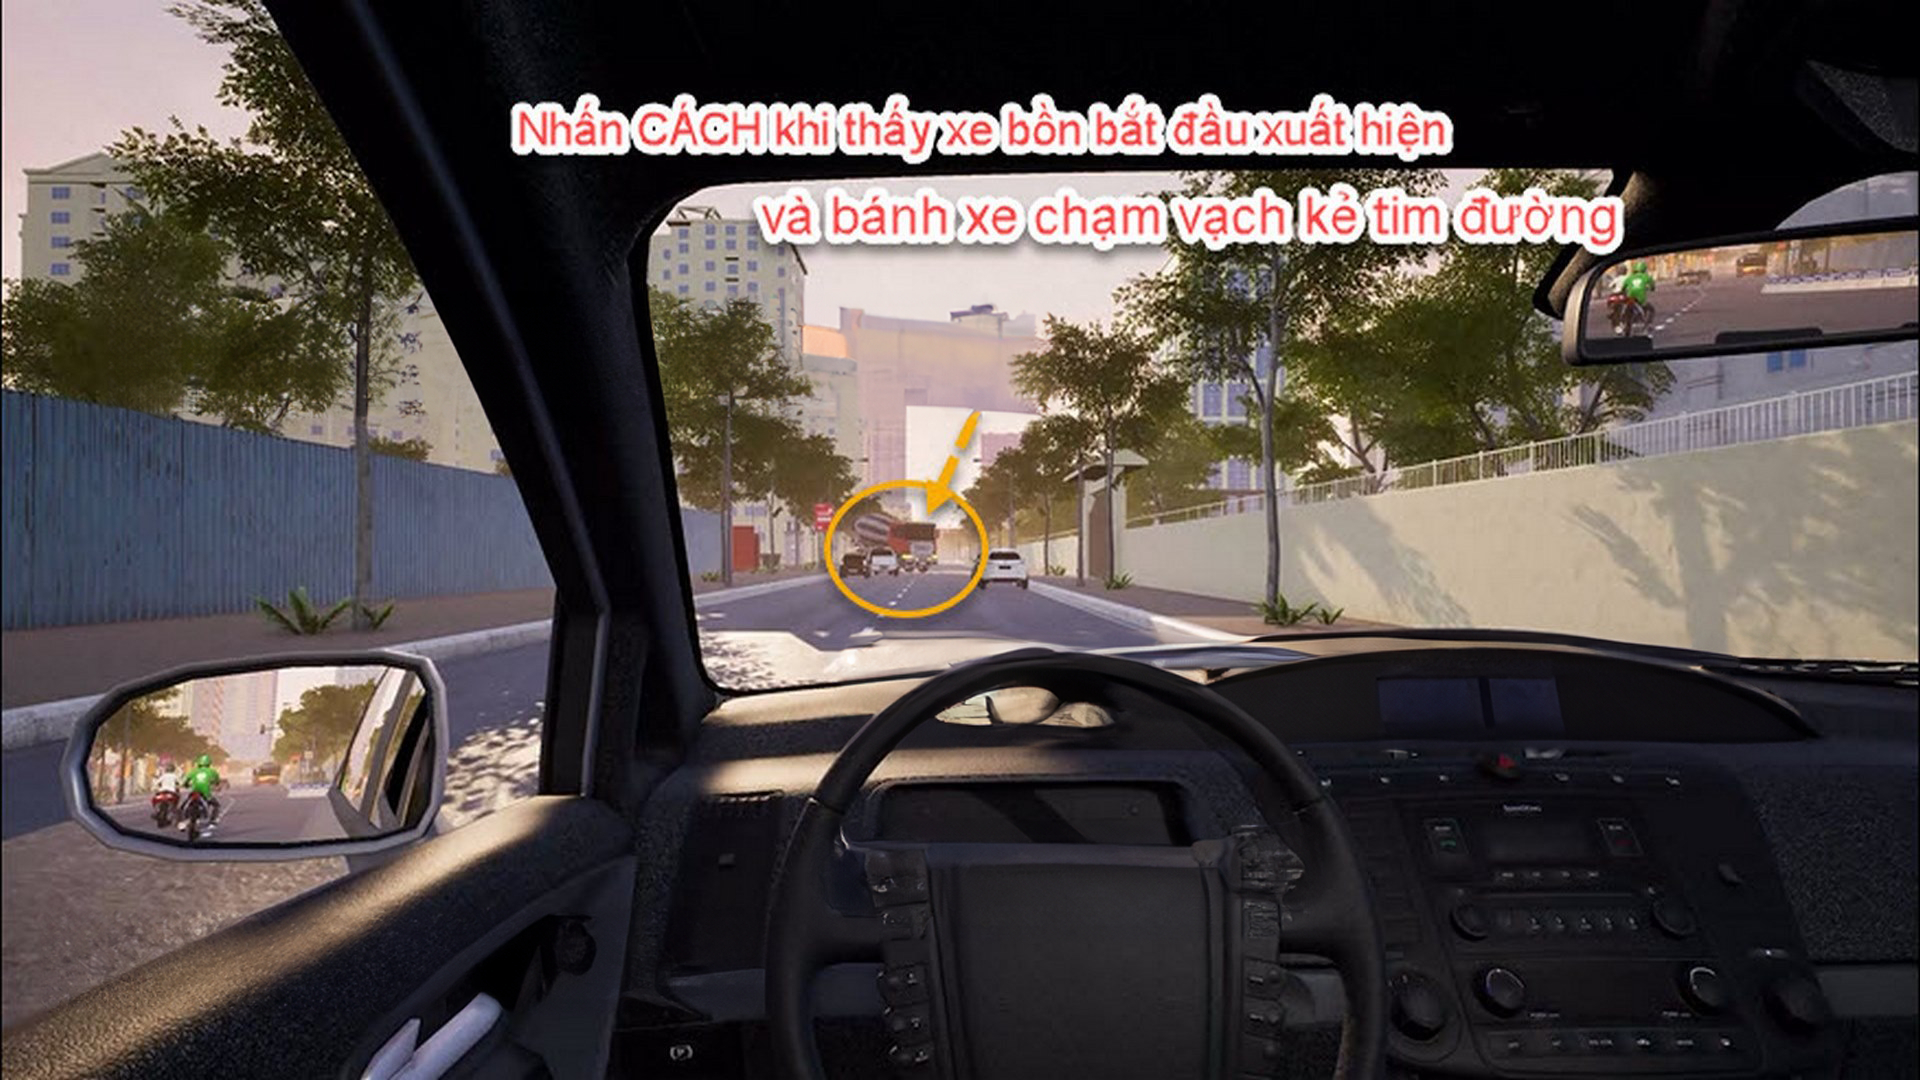 Nhấn CÁCH khi thấy xe bồn bắt đầu xuất hiện
và bánh xe chạm vạch kẻ tim đường